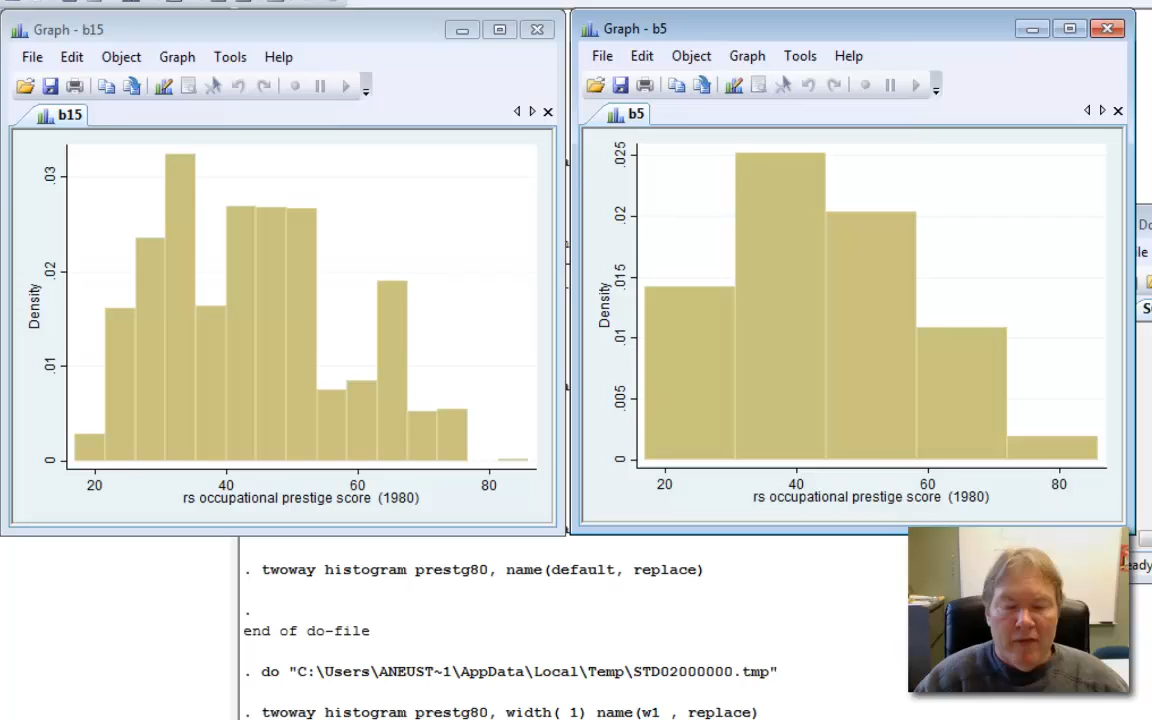 Graph - b15
File Edit Object Graph Tools Help
b15
.03
.02
.01
0
Density
20 40 60 80
rs occupational prestige score (1980)
Graph - b5
File Edit Object Graph Tools Help
b5
.025
.02
.015
.01
.005
0
Density
20 40 60 80
rs occupational prestige score (1980)
. twoway histogram prestg80, name(default, replace)
.
end of do-file
. do "C:\Users\ANEUST~1\AppData\Local\Temp\STD02000000.tmp"
. twoway histogram prestg80, width( 1) name(w1 , replace)